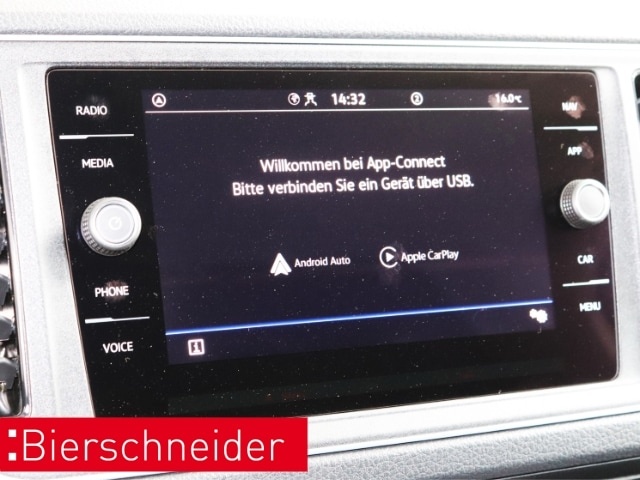 RADIO
14:32
2
16.0°C
NAV
MEDIA
Willkommen bei App-Connect
Bitte verbinden Sie ein Gerät über USB.
APP
Android Auto
Apple CarPlay
PHONE
CAR
VOICE
MENU
Bierschneider